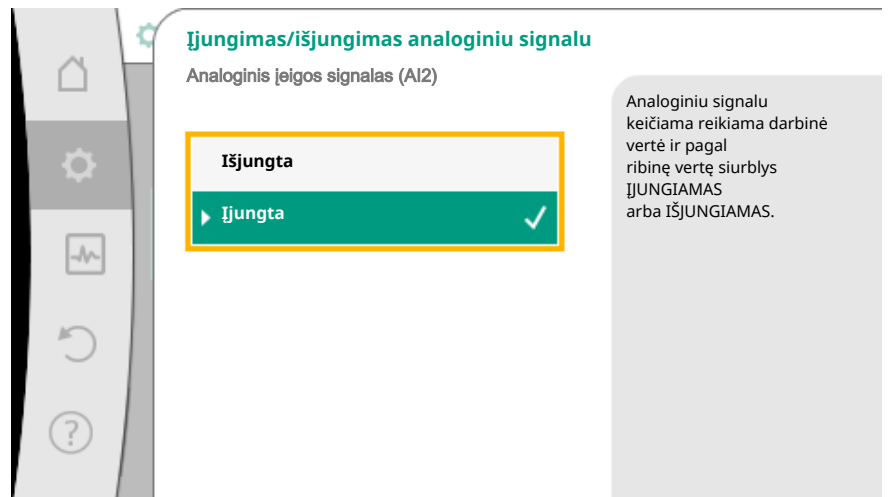 Įjungimas/išjungimas analoginiu signalu
Analoginis įeigos signalas (AI2)
Išjungta
Įjungta
Analoginiu signalu
keičiama reikiama darbinė
vertė ir pagal
ribinę vertę siurblys
ĮJUNGIAMAS
arba IŠJUNGIAMAS.